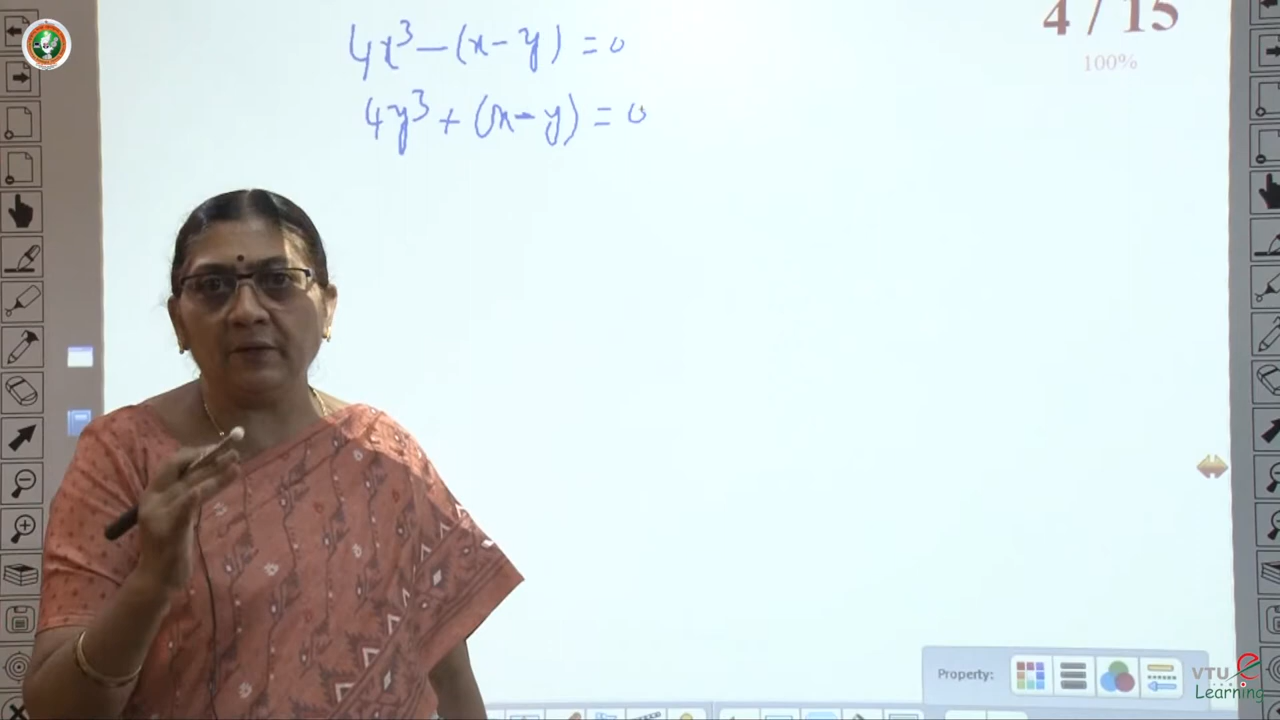 4 / 15
100%
4x³ – (x – y) = 0
4y³ + (x – y) = 0
Property:
VTU e
Learning